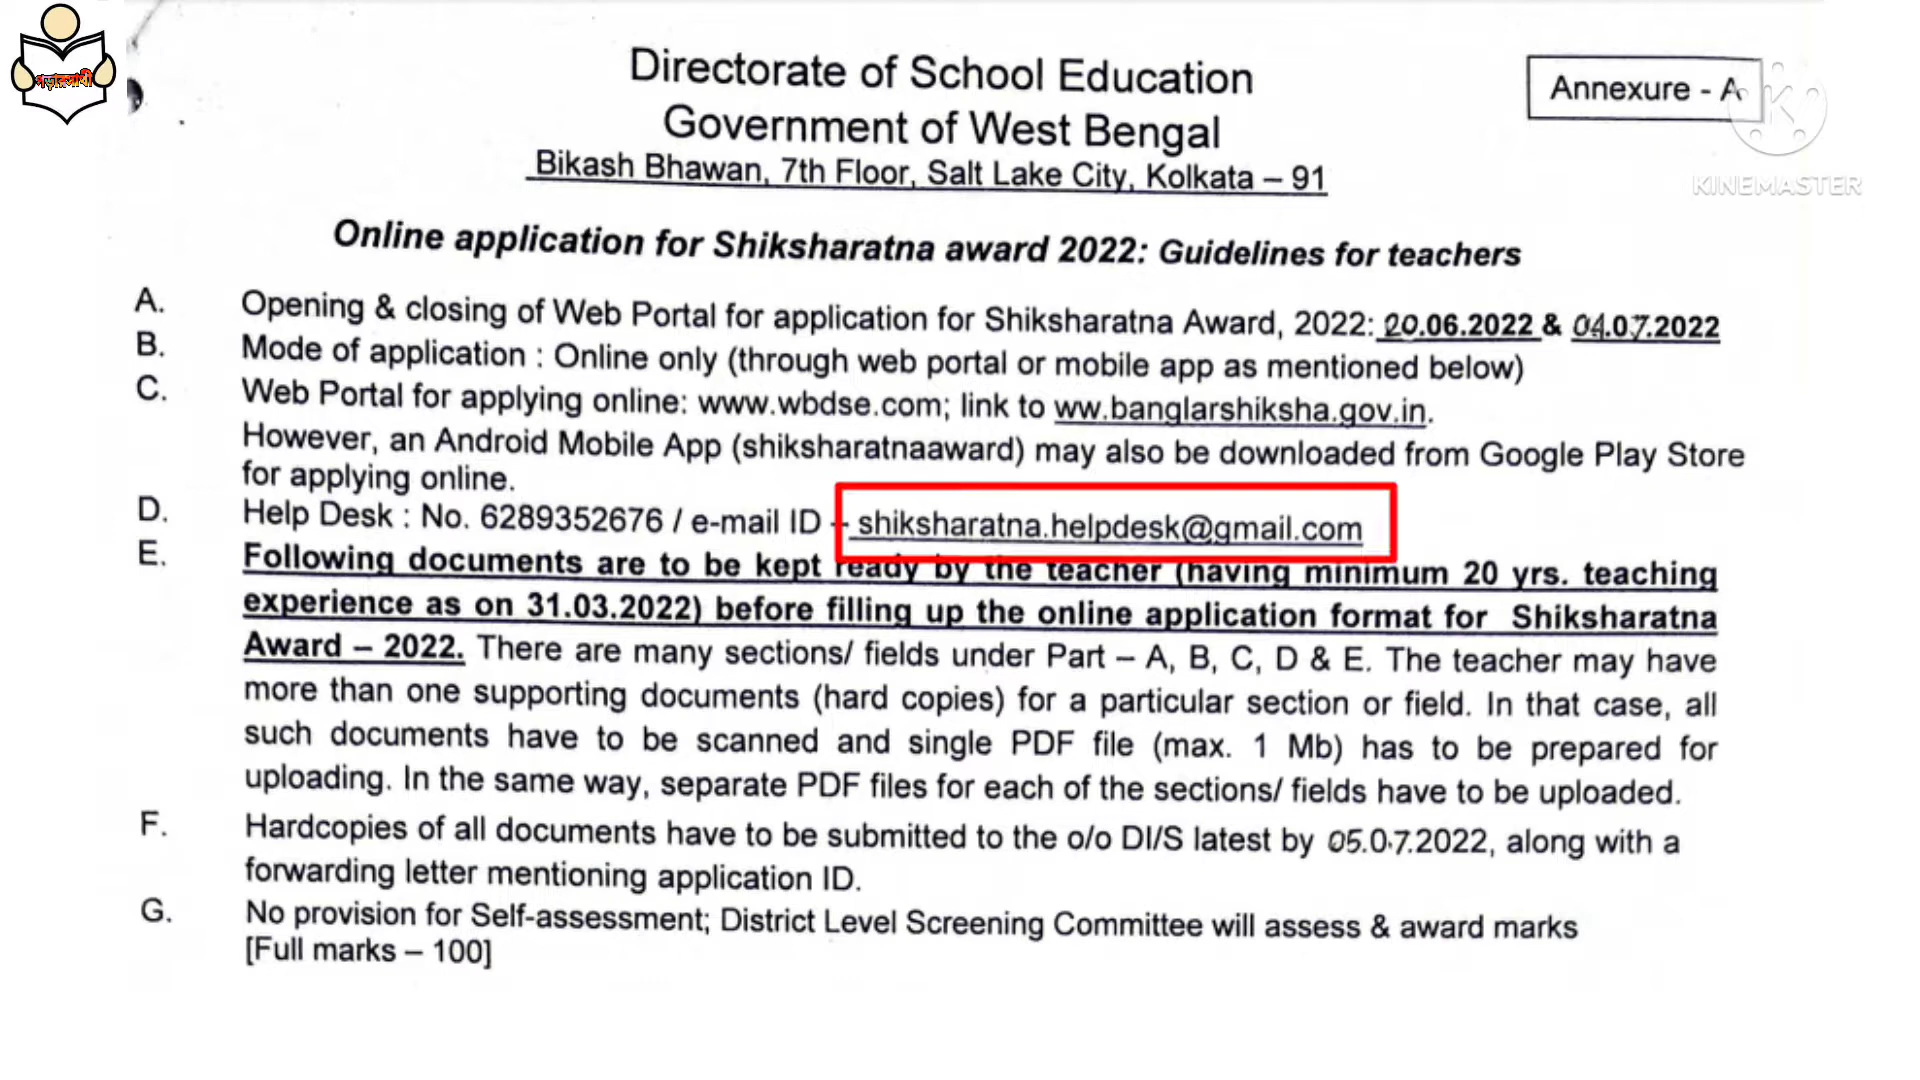 পড়ারসাথী
Directorate of School Education
Government of West Bengal
Annexure - A
Bikash Bhawan, 7th Floor, Salt Lake City, Kolkata – 91
KINEMASTER
Online application for Shiksharatna award 2022: Guidelines for teachers
A. Opening & closing of Web Portal for application for Shiksharatna Award, 2022: 20.06.2022 & 04.07.2022
B. Mode of application : Online only (through web portal or mobile app as mentioned below)
C. Web Portal for applying online: www.wbdse.com; link to ww.banglarshiksha.gov.in.
However, an Android Mobile App (shiksharatnaaward) may also be downloaded from Google Play Store
for applying online.
D. Help Desk : No. 6289352676 / e-mail ID – shiksharatna.helpdesk@gmail.com
E. Following documents are to be kept ready by the teacher (having minimum 20 yrs. teaching
experience as on 31.03.2022) before filling up the online application format for Shiksharatna
Award – 2022. There are many sections/ fields under Part – A, B, C, D & E. The teacher may have
more than one supporting documents (hard copies) for a particular section or field. In that case, all
such documents have to be scanned and single PDF file (max. 1 Mb) has to be prepared for
uploading. In the same way, separate PDF files for each of the sections/ fields have to be uploaded.
F. Hardcopies of all documents have to be submitted to the o/o DI/S latest by 05.07.2022, along with a
forwarding letter mentioning application ID.
G. No provision for Self-assessment; District Level Screening Committee will assess & award marks
[Full marks – 100]